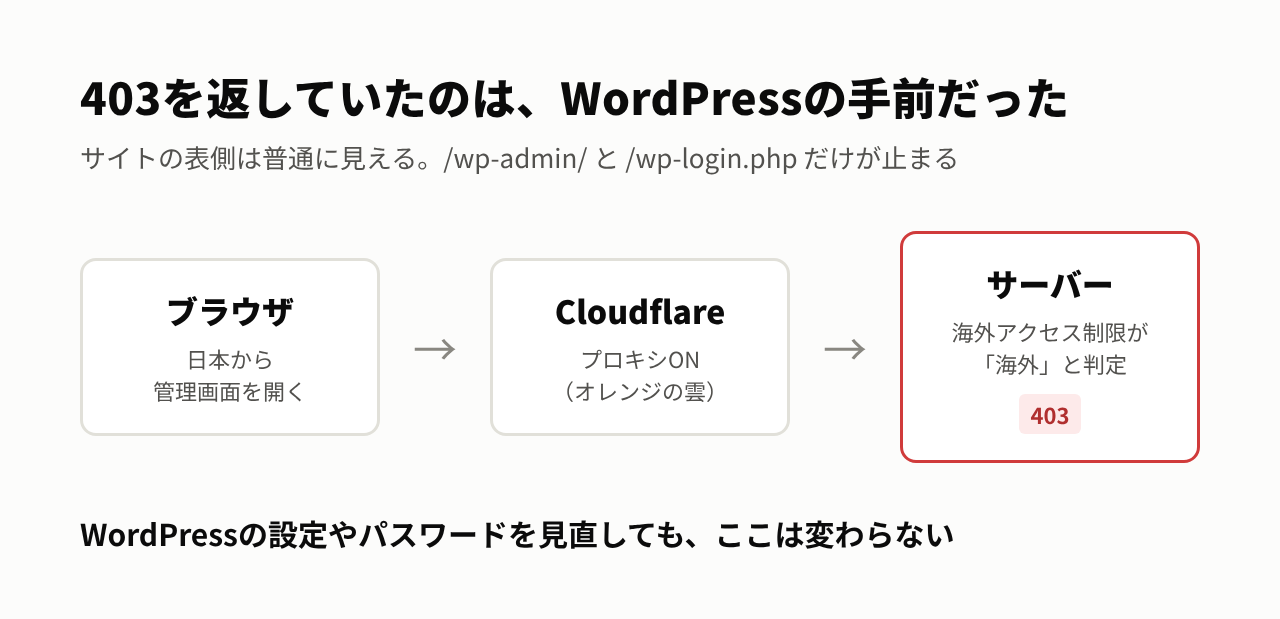 403を返していたのは、WordPressの手前だった
サイトの表側は普通に見える。/wp-admin/ と /wp-login.php だけが止まる
ブラウザ
日本から
管理画面を開く
→
Cloudflare
プロキシON
（オレンジの雲）
→
サーバー
海外アクセス制限が
「海外」と判定
403
WordPressの設定やパスワードを見直しても、ここは変わらない